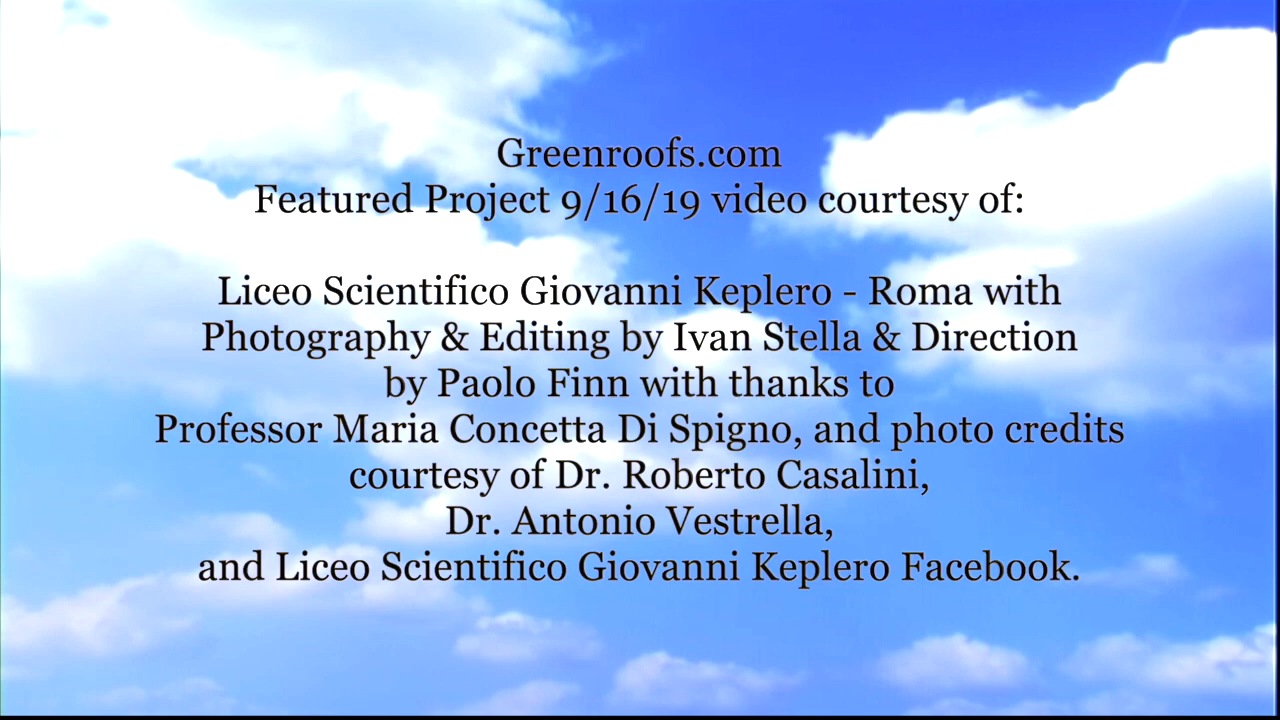 Greenroofs.com
Featured Project 9/16/19 video courtesy of:
Liceo Scientifico Giovanni Keplero - Roma with
Photography & Editing by Ivan Stella & Direction
by Paolo Finn with thanks to
Professor Maria Concetta Di Spigno, and photo credits
courtesy of Dr. Roberto Casalini,
Dr. Antonio Vestrella,
and Liceo Scientifico Giovanni Keplero Facebook.